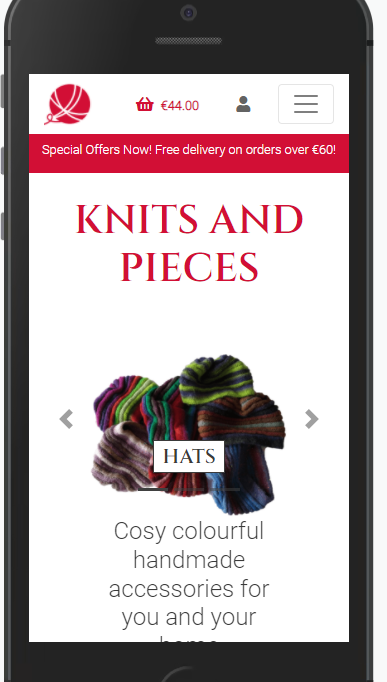 €44.00
Special Offers Now! Free delivery on orders over €60!
KNITS AND
PIECES
HATS
Cosy colourful
handmade
accessories for
you and your